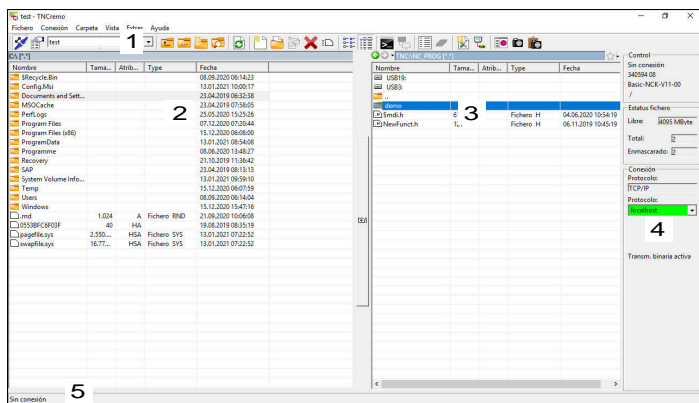 test - TNCremo
Fichero Conexión Carpeta Vista Extras Ayuda
test
1
C:\ [*.*]
Nombre Tama... Atrib... Type Fecha
$Recycle.Bin 08.09.2020 06:14:23
Config.Msi 13.01.2021 10:00:17
Documents and Sett... 23.04.2019 06:32:38
MSOCache 23.04.2019 07:58:05
PerfLogs 25.05.2020 15:25:26
Program Files 07.12.2020 07:20:44
Program Files (x86) 15.12.2020 06:08:00
ProgramData 13.01.2021 08:54:08
Programme 08.06.2020 13:48:27
Recovery 21.10.2019 11:36:42
SAP 23.04.2019 08:13:13
System Volume Info... 13.01.2021 09:59:10
Temp 15.12.2020 06:07:59
Users 08.09.2020 06:14:04
Windows 15.12.2020 15:47:16
.rnd 1.024 A Fichero RND 21.09.2020 10:06:08
0553BFC6F03F 40 HA 19.08.2019 08:35:19
pagefile.sys 2.550.... HSA Fichero SYS 13.01.2021 07:22:52
swapfile.sys 16.77... HSA Fichero SYS 13.01.2021 07:22:52
2
TNC:\NC_PROG [*.*]
Nombre Tama... Atrib... Type Fecha
USB19:
USB3:
..
demo
$mdi.h 6 Fichero H 04.06.2020 10:54:19
NewFunct.h Fichero H 06.11.2019 10:45:19
3
Control
Sin conexión
340594 08
Basic-NCK-V11-00
/
Estatus fichero
Libre: 4095 MByte
Total: 2
Enmascarado: 2
Conexión
Protocolo:
TCP/IP
Protocolo:
localhost
4
Transm. binaria activa
5
Sin conexión